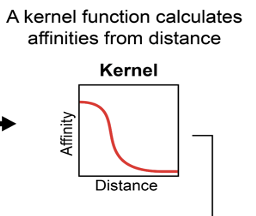 A kernel function calculates
affinities from distance
Kernel
Affinity
Distance